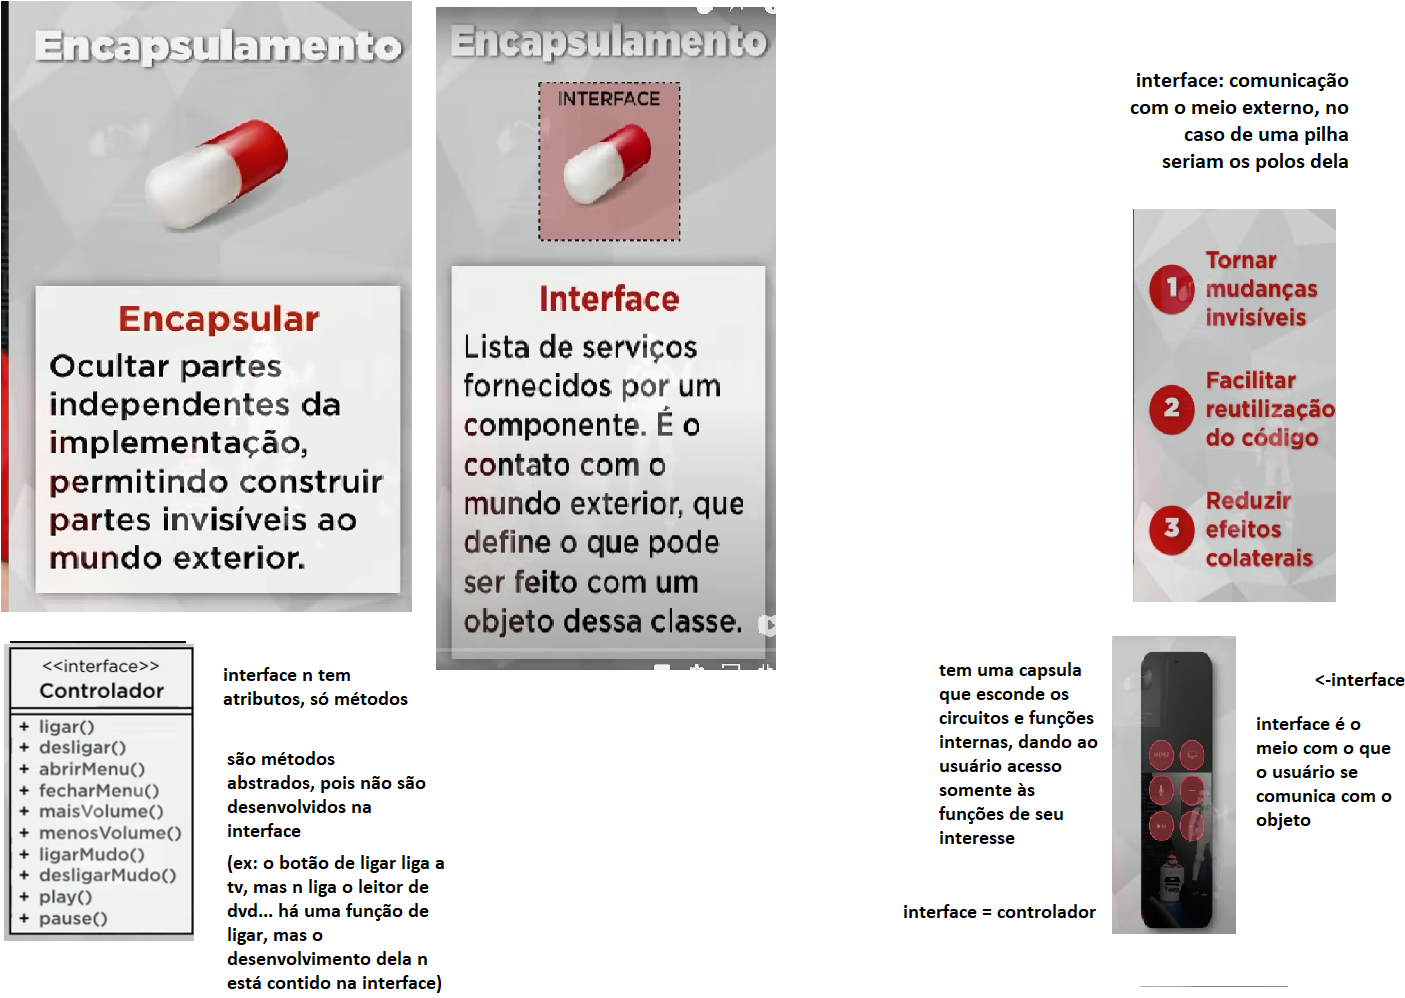 Encapsulamento
Encapsular
Ocultar partes
independentes da
implementação,
permitindo construir
partes invisíveis ao
mundo exterior.
Encapsulamento
INTERFACE
Interface
Lista de serviços
fornecidos por um
componente. É o
contato com o
mundo exterior, que
define o que pode
ser feito com um
objeto dessa classe.
interface: comunicação
com o meio externo, no
caso de uma pilha
seriam os polos dela
1 Tornar
mudanças
invisíveis
2 Facilitar
reutilização
do código
3 Reduzir
efeitos
colaterais
<<interface>>
Controlador
+ ligar()
+ desligar()
+ abrirMenu()
+ fecharMenu()
+ maisVolume()
+ menosVolume()
+ ligarMudo()
+ desligarMudo()
+ play()
+ pause()
interface n tem
atributos, só métodos
são métodos
abstrados, pois não são
desenvolvidos na
interface
(ex: o botão de ligar liga a
tv, mas n liga o leitor de
dvd... há uma função de
ligar, mas o
desenvolvimento dela n
está contido na interface)
tem uma capsula
que esconde os
circuitos e funções
internas, dando ao
usuário acesso
somente às
funções de seu
interesse
interface = controlador
MENU
<-interface
interface é o
meio com o que
o usuário se
comunica com o
objeto